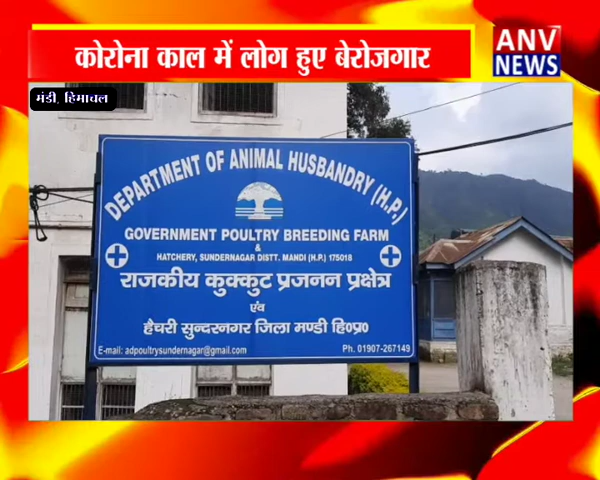 कोरोना काल में लोग हुए बेरोजगार
ANV
NEWS
मंडी, हिमाचल
DEPARTMENT OF ANIMAL HUSBANDRY (H.P.)
GOVERNMENT POULTRY BREEDING FARM
&
HATCHERY, SUNDERNAGAR DISTT. MANDI (H.P.) 175018
राजकीय कुक्कुट प्रजनन प्रक्षेत्र
एंव
हैचरी सुन्दरनगर जिला मण्डी हि०प्र०
E-mail: adpoultrysundernagar@gmail.com
Ph. 01907-267149